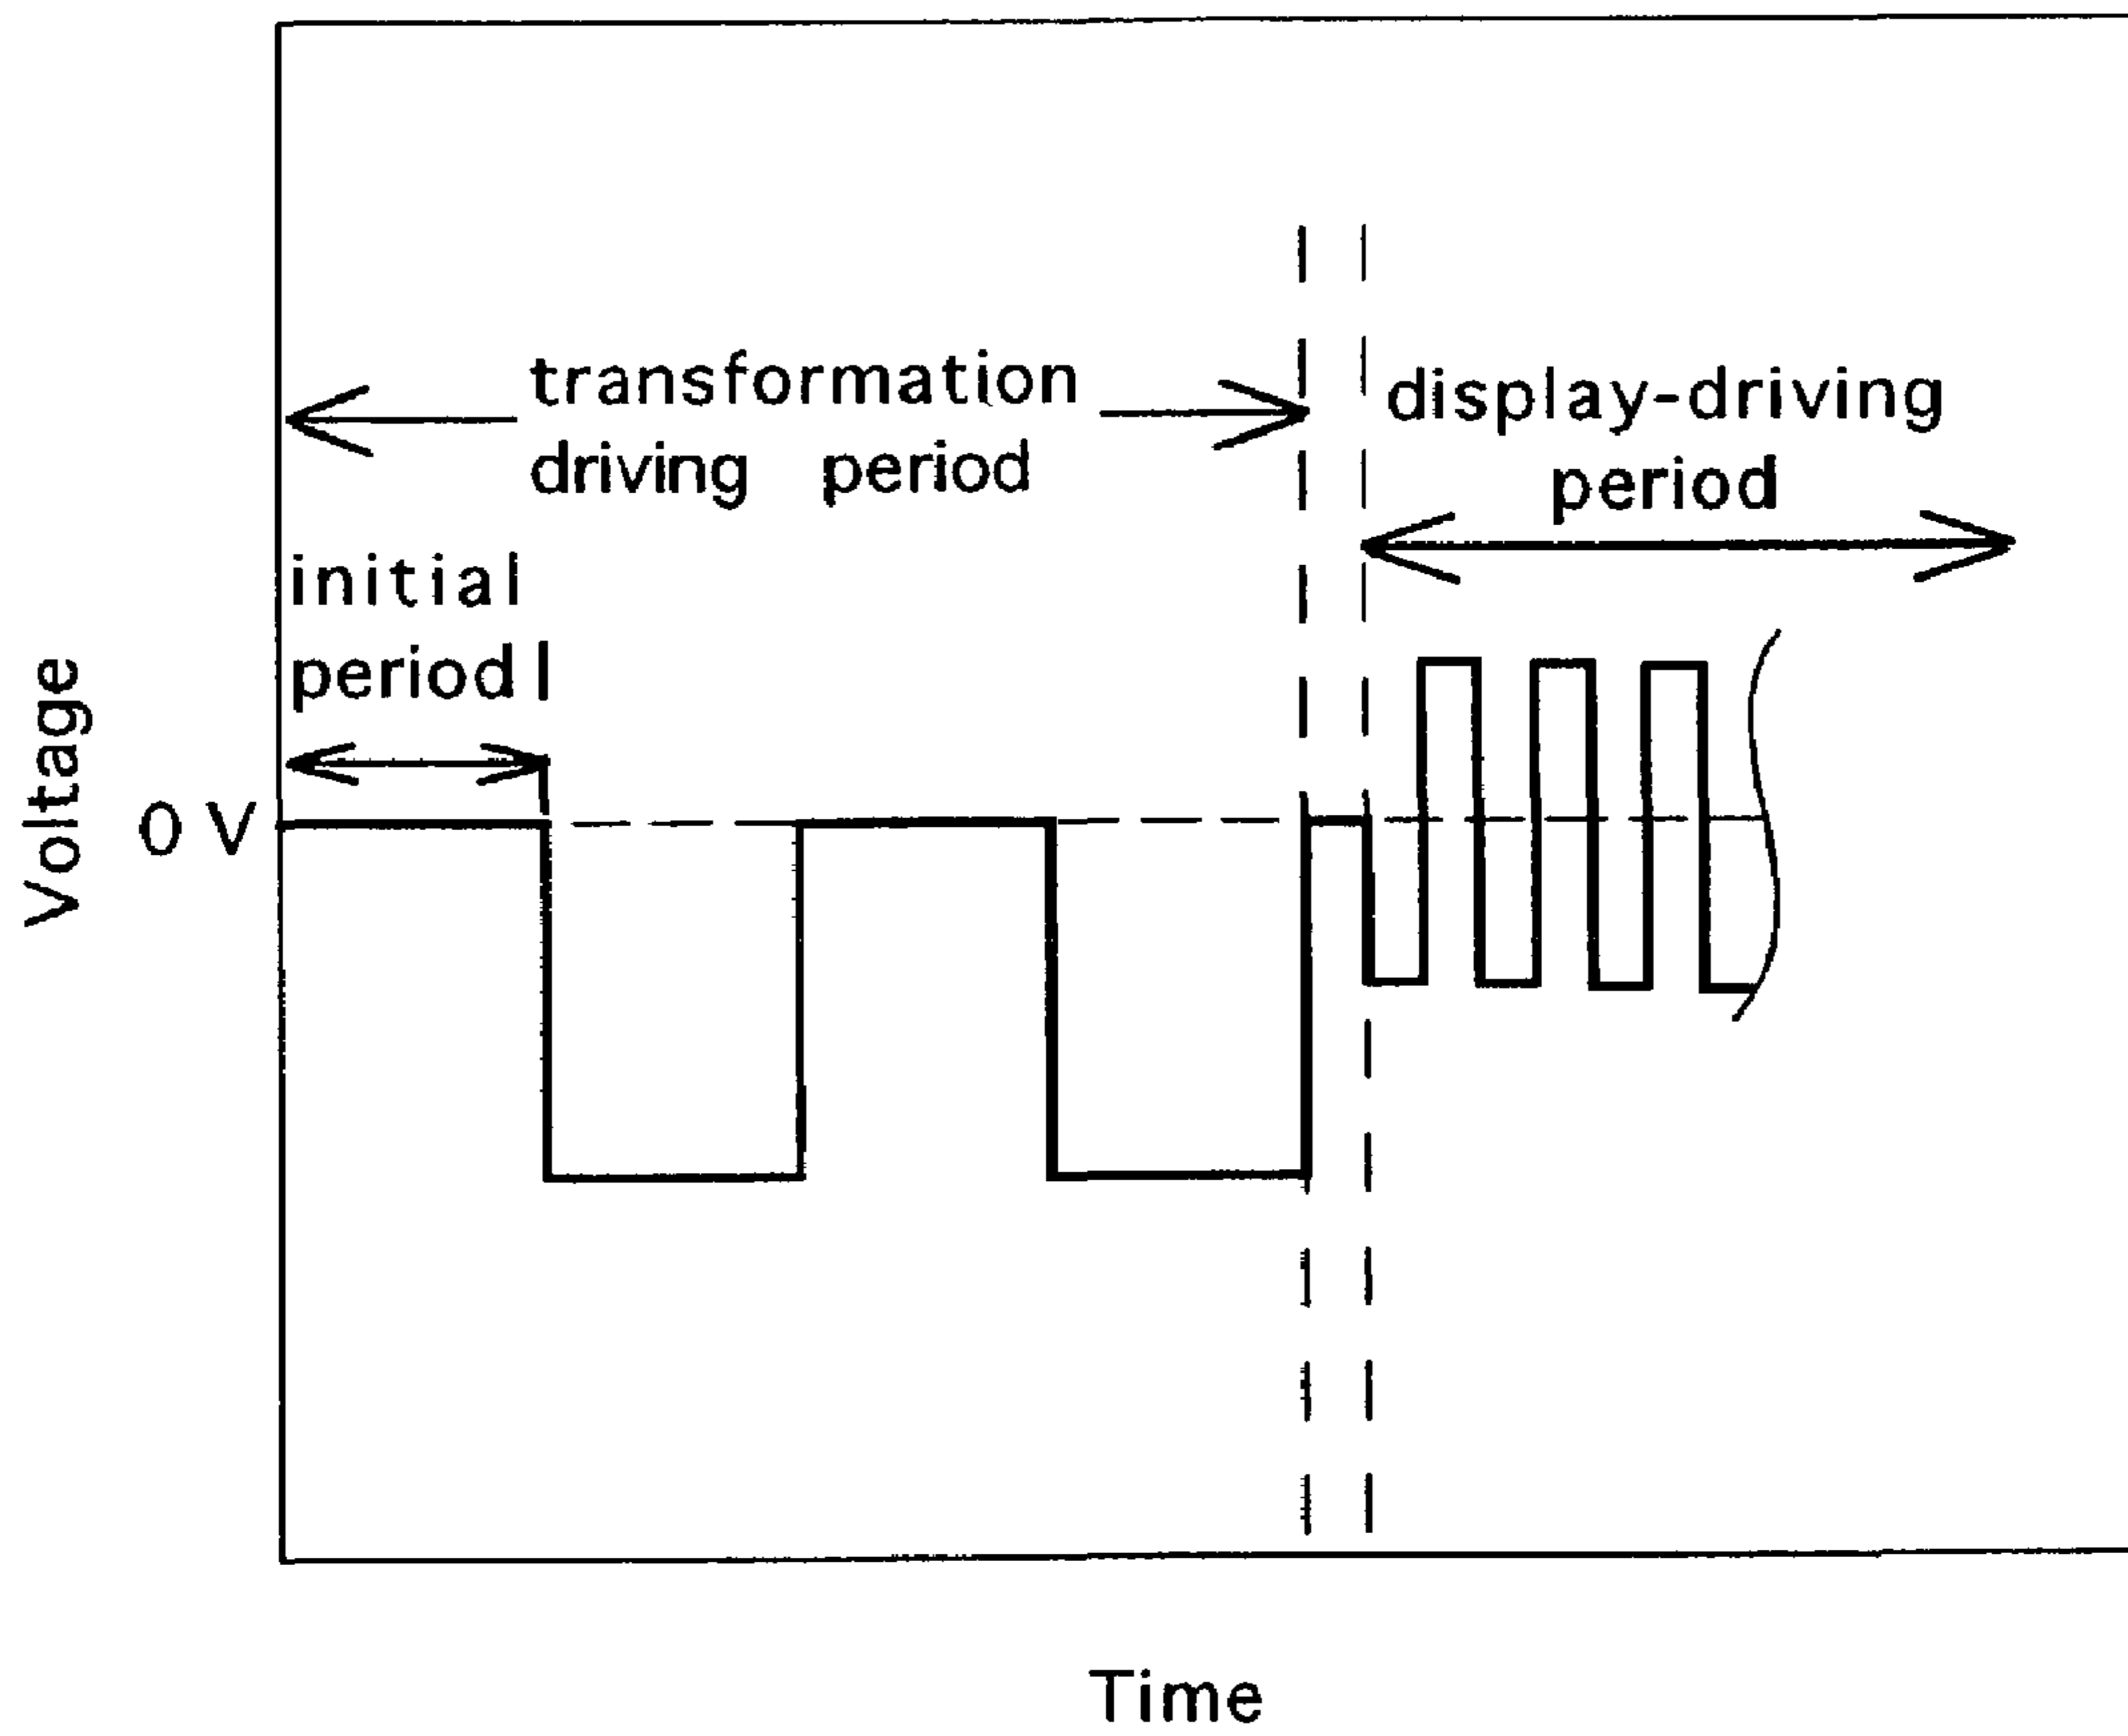 transformation
driving period
display-driving
period
initial
period
Voltage
0 V
Time